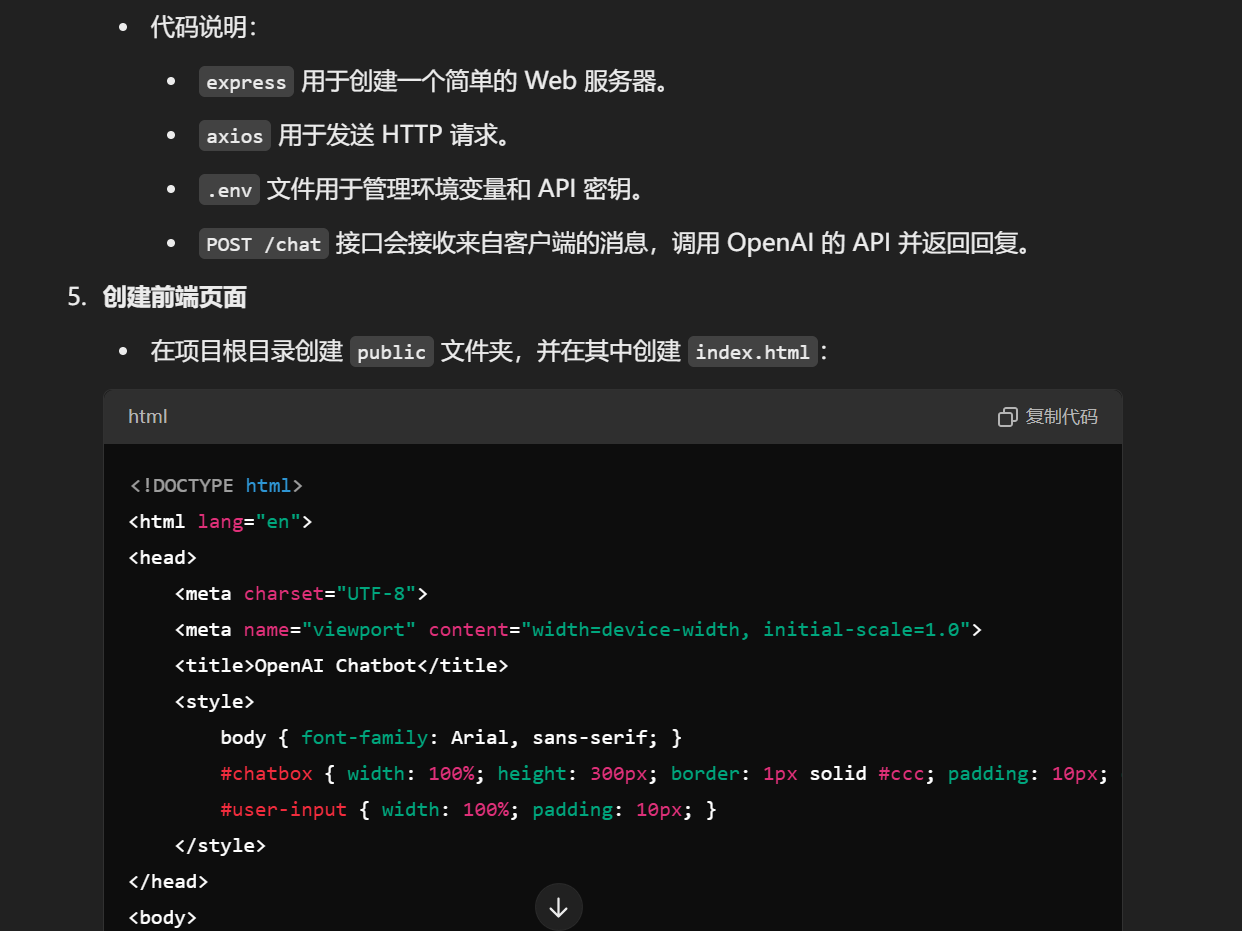 • 代码说明：
• express 用于创建一个简单的 Web 服务器。
• axios 用于发送 HTTP 请求。
• .env 文件用于管理环境变量和 API 密钥。
• POST /chat 接口会接收来自客户端的消息，调用 OpenAI 的 API 并返回回复。
5. 创建前端页面
• 在项目根目录创建 public 文件夹，并在其中创建 index.html：
html 复制代码
<!DOCTYPE html>
<html lang="en">
<head>
    <meta charset="UTF-8">
    <meta name="viewport" content="width=device-width, initial-scale=1.0">
    <title>OpenAI Chatbot</title>
    <style>
        body { font-family: Arial, sans-serif; }
        #chatbox { width: 100%; height: 300px; border: 1px solid #ccc; padding: 10px;
        #user-input { width: 100%; padding: 10px; }
    </style>
</head>
<body>